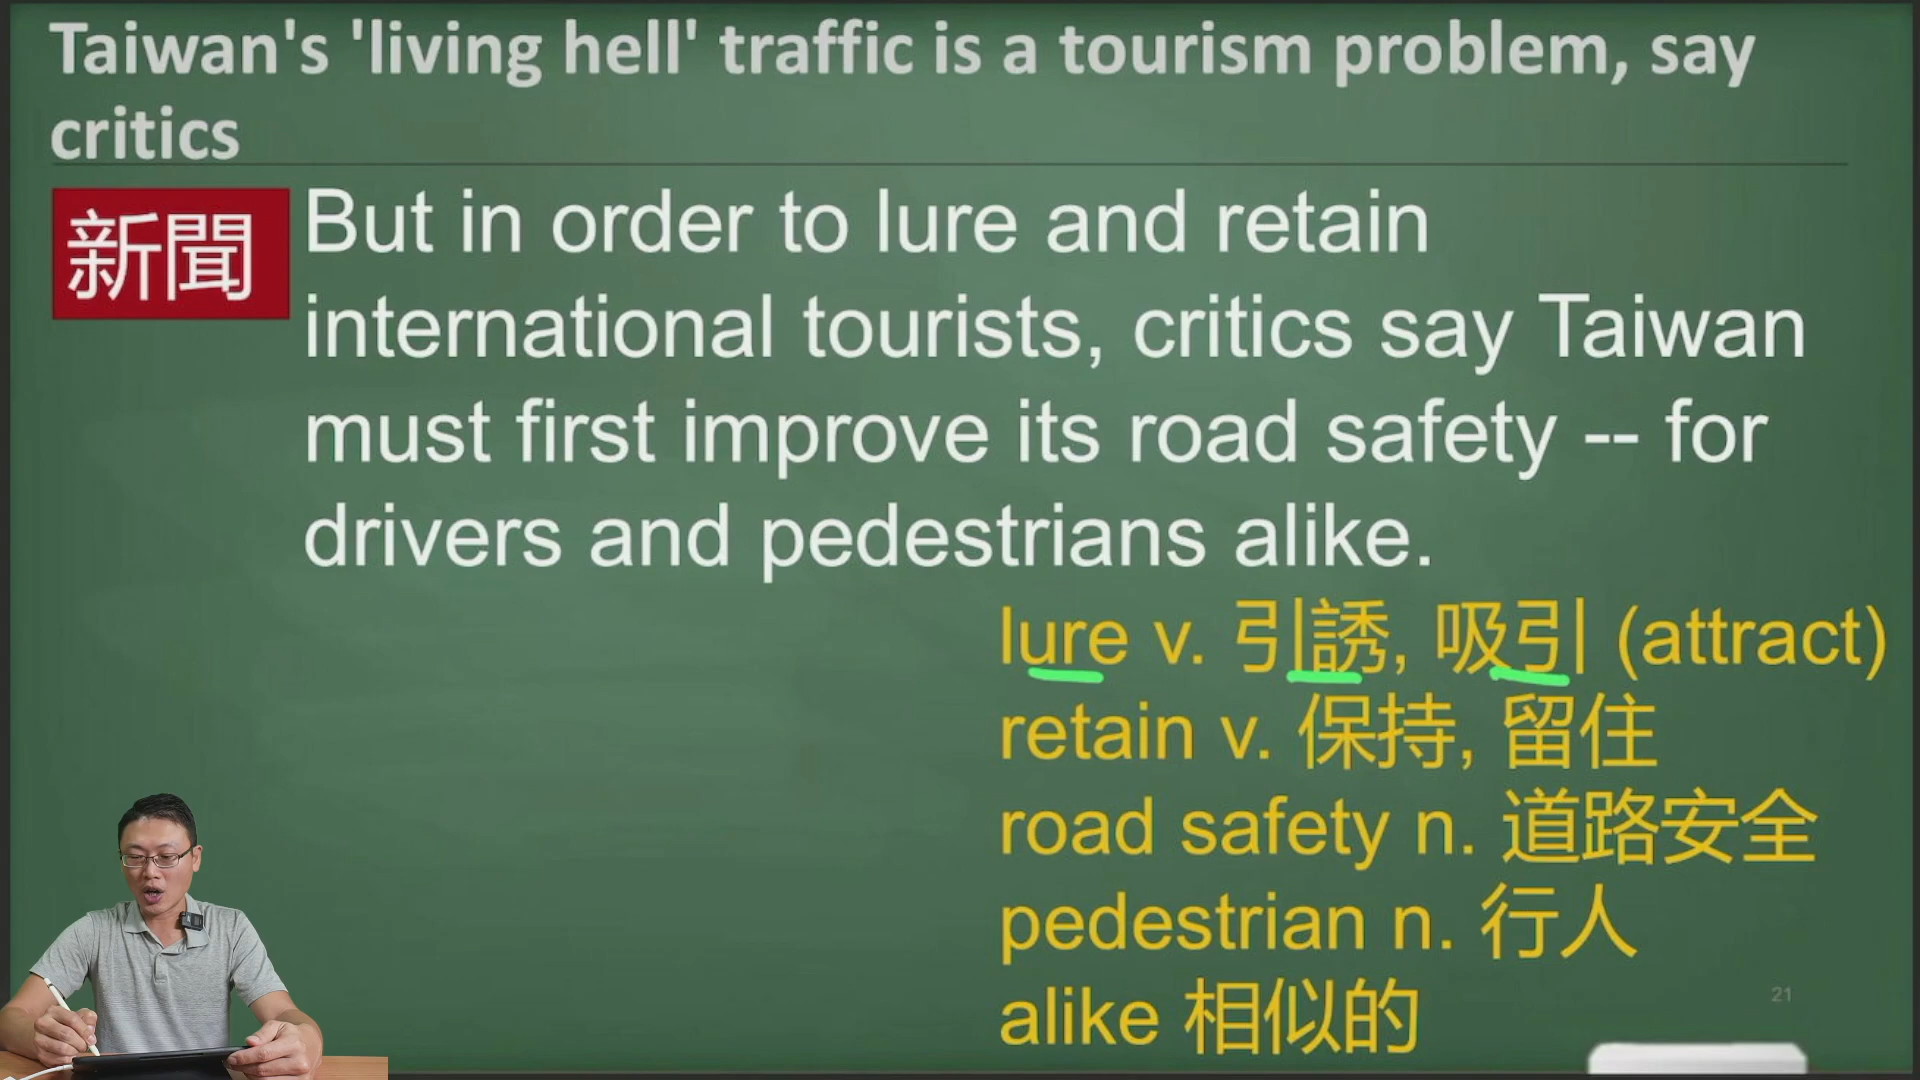 Taiwan's 'living hell' traffic is a tourism problem, say
critics
新聞
But in order to lure and retain
international tourists, critics say Taiwan
must first improve its road safety -- for
drivers and pedestrians alike.
lure v. 引誘, 吸引 (attract)
retain v. 保持, 留住
road safety n. 道路安全
pedestrian n. 行人
alike 相似的
21